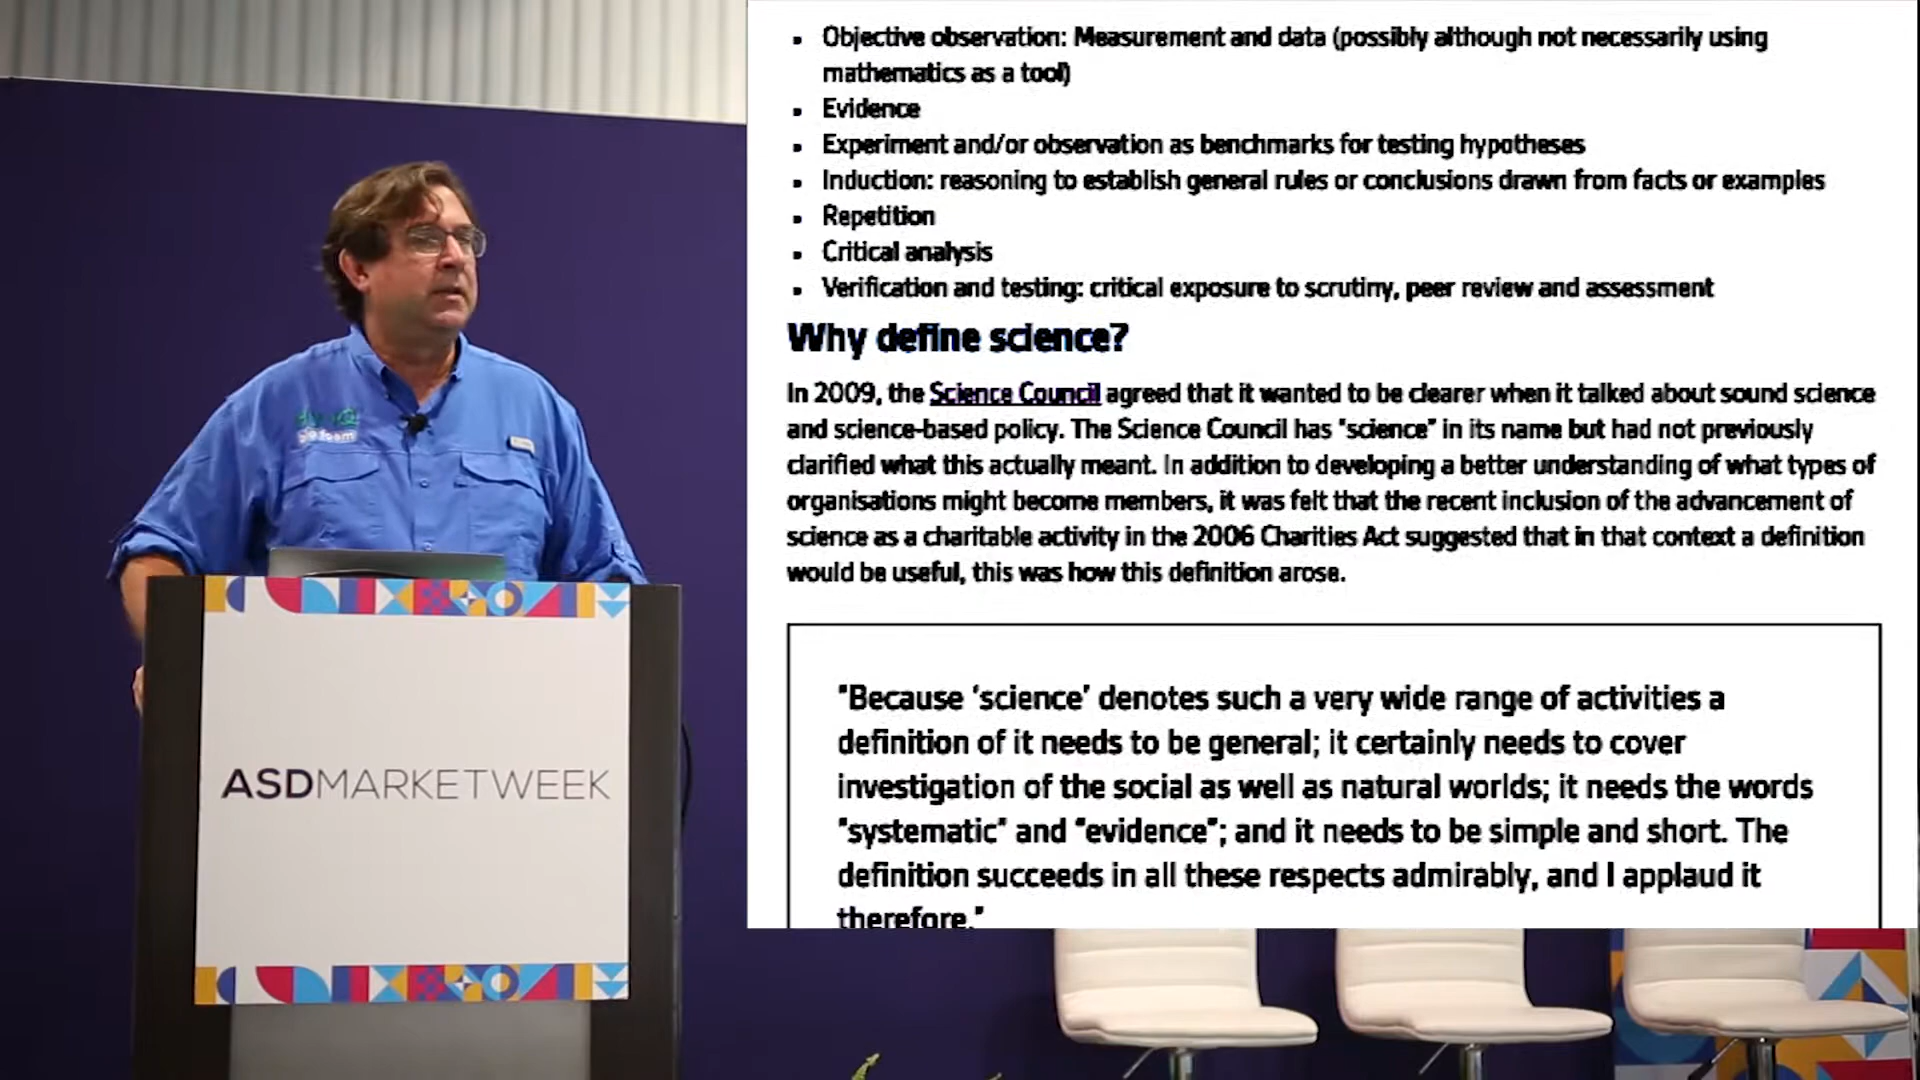 • Objective observation: Measurement and data (possibly although not necessarily using
mathematics as a tool)
• Evidence
• Experiment and/or observation as benchmarks for testing hypotheses
• Induction: reasoning to establish general rules or conclusions drawn from facts or examples
• Repetition
• Critical analysis
• Verification and testing: critical exposure to scrutiny, peer review and assessment
Why define science?
In 2009, the Science Council agreed that it wanted to be clearer when it talked about sound science
and science-based policy. The Science Council has "science" in its name but had not previously
clarified what this actually meant. In addition to developing a better understanding of what types of
organisations might become members, it was felt that the recent inclusion of the advancement of
science as a charitable activity in the 2006 Charities Act suggested that in that context a definition
would be useful, this was how this definition arose.
"Because ‘science’ denotes such a very wide range of activities a
definition of it needs to be general; it certainly needs to cover
investigation of the social as well as natural worlds; it needs the words
"systematic" and "evidence"; and it needs to be simple and short. The
definition succeeds in all these respects admirably, and I applaud it
therefore."
ASDMARKETWEEK